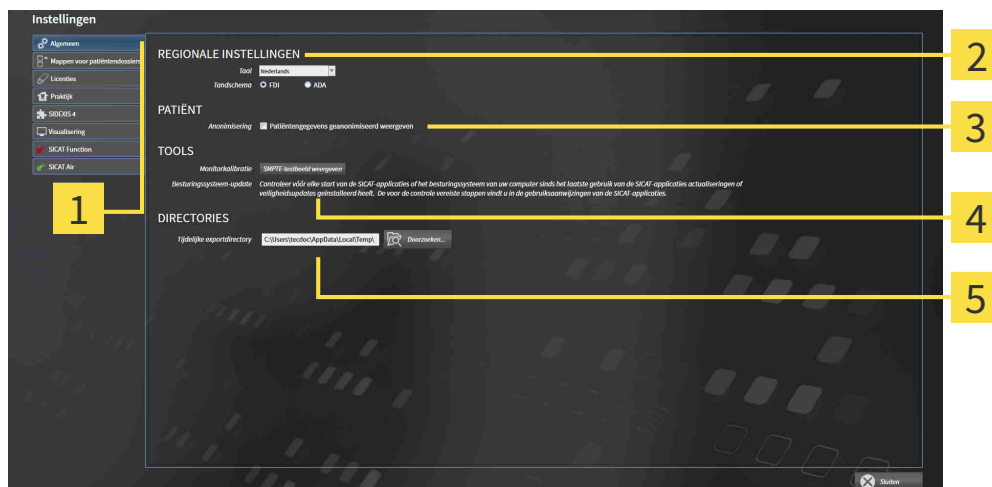 Instellingen
Algemeen
Mappen voor patiëntendossiers
Licenties
Praktijk
SIDEXIS 4
Visualisering
SICAT Function
SICAT Air
1
REGIONALE INSTELLINGEN
Taal Nederlands
Tandschema FDI ADA
PATIËNT
Anonimisering Patiëntengegevens geanonimiseerd weergeven
TOOLS
Monitorkalibratie SMPTE-testbeeld weergeven
Besturingssysteem-update Controleer vóór elke start van de SICAT-applicaties of het besturingssysteem van uw computer sinds het laatste gebruik van de SICAT-applicaties actualiseringen of
veiligheidsupdates geïnstalleerd heeft. De voor de controle vereiste stappen vindt u in de gebruiksaanwijzingen van de SICAT-applicaties.
DIRECTORIES
Tijdelijke exportdirectory C:\Users\tecdoc\AppData\Local\Temp\ Doorzoeken...
2
3
4
5
Sluiten